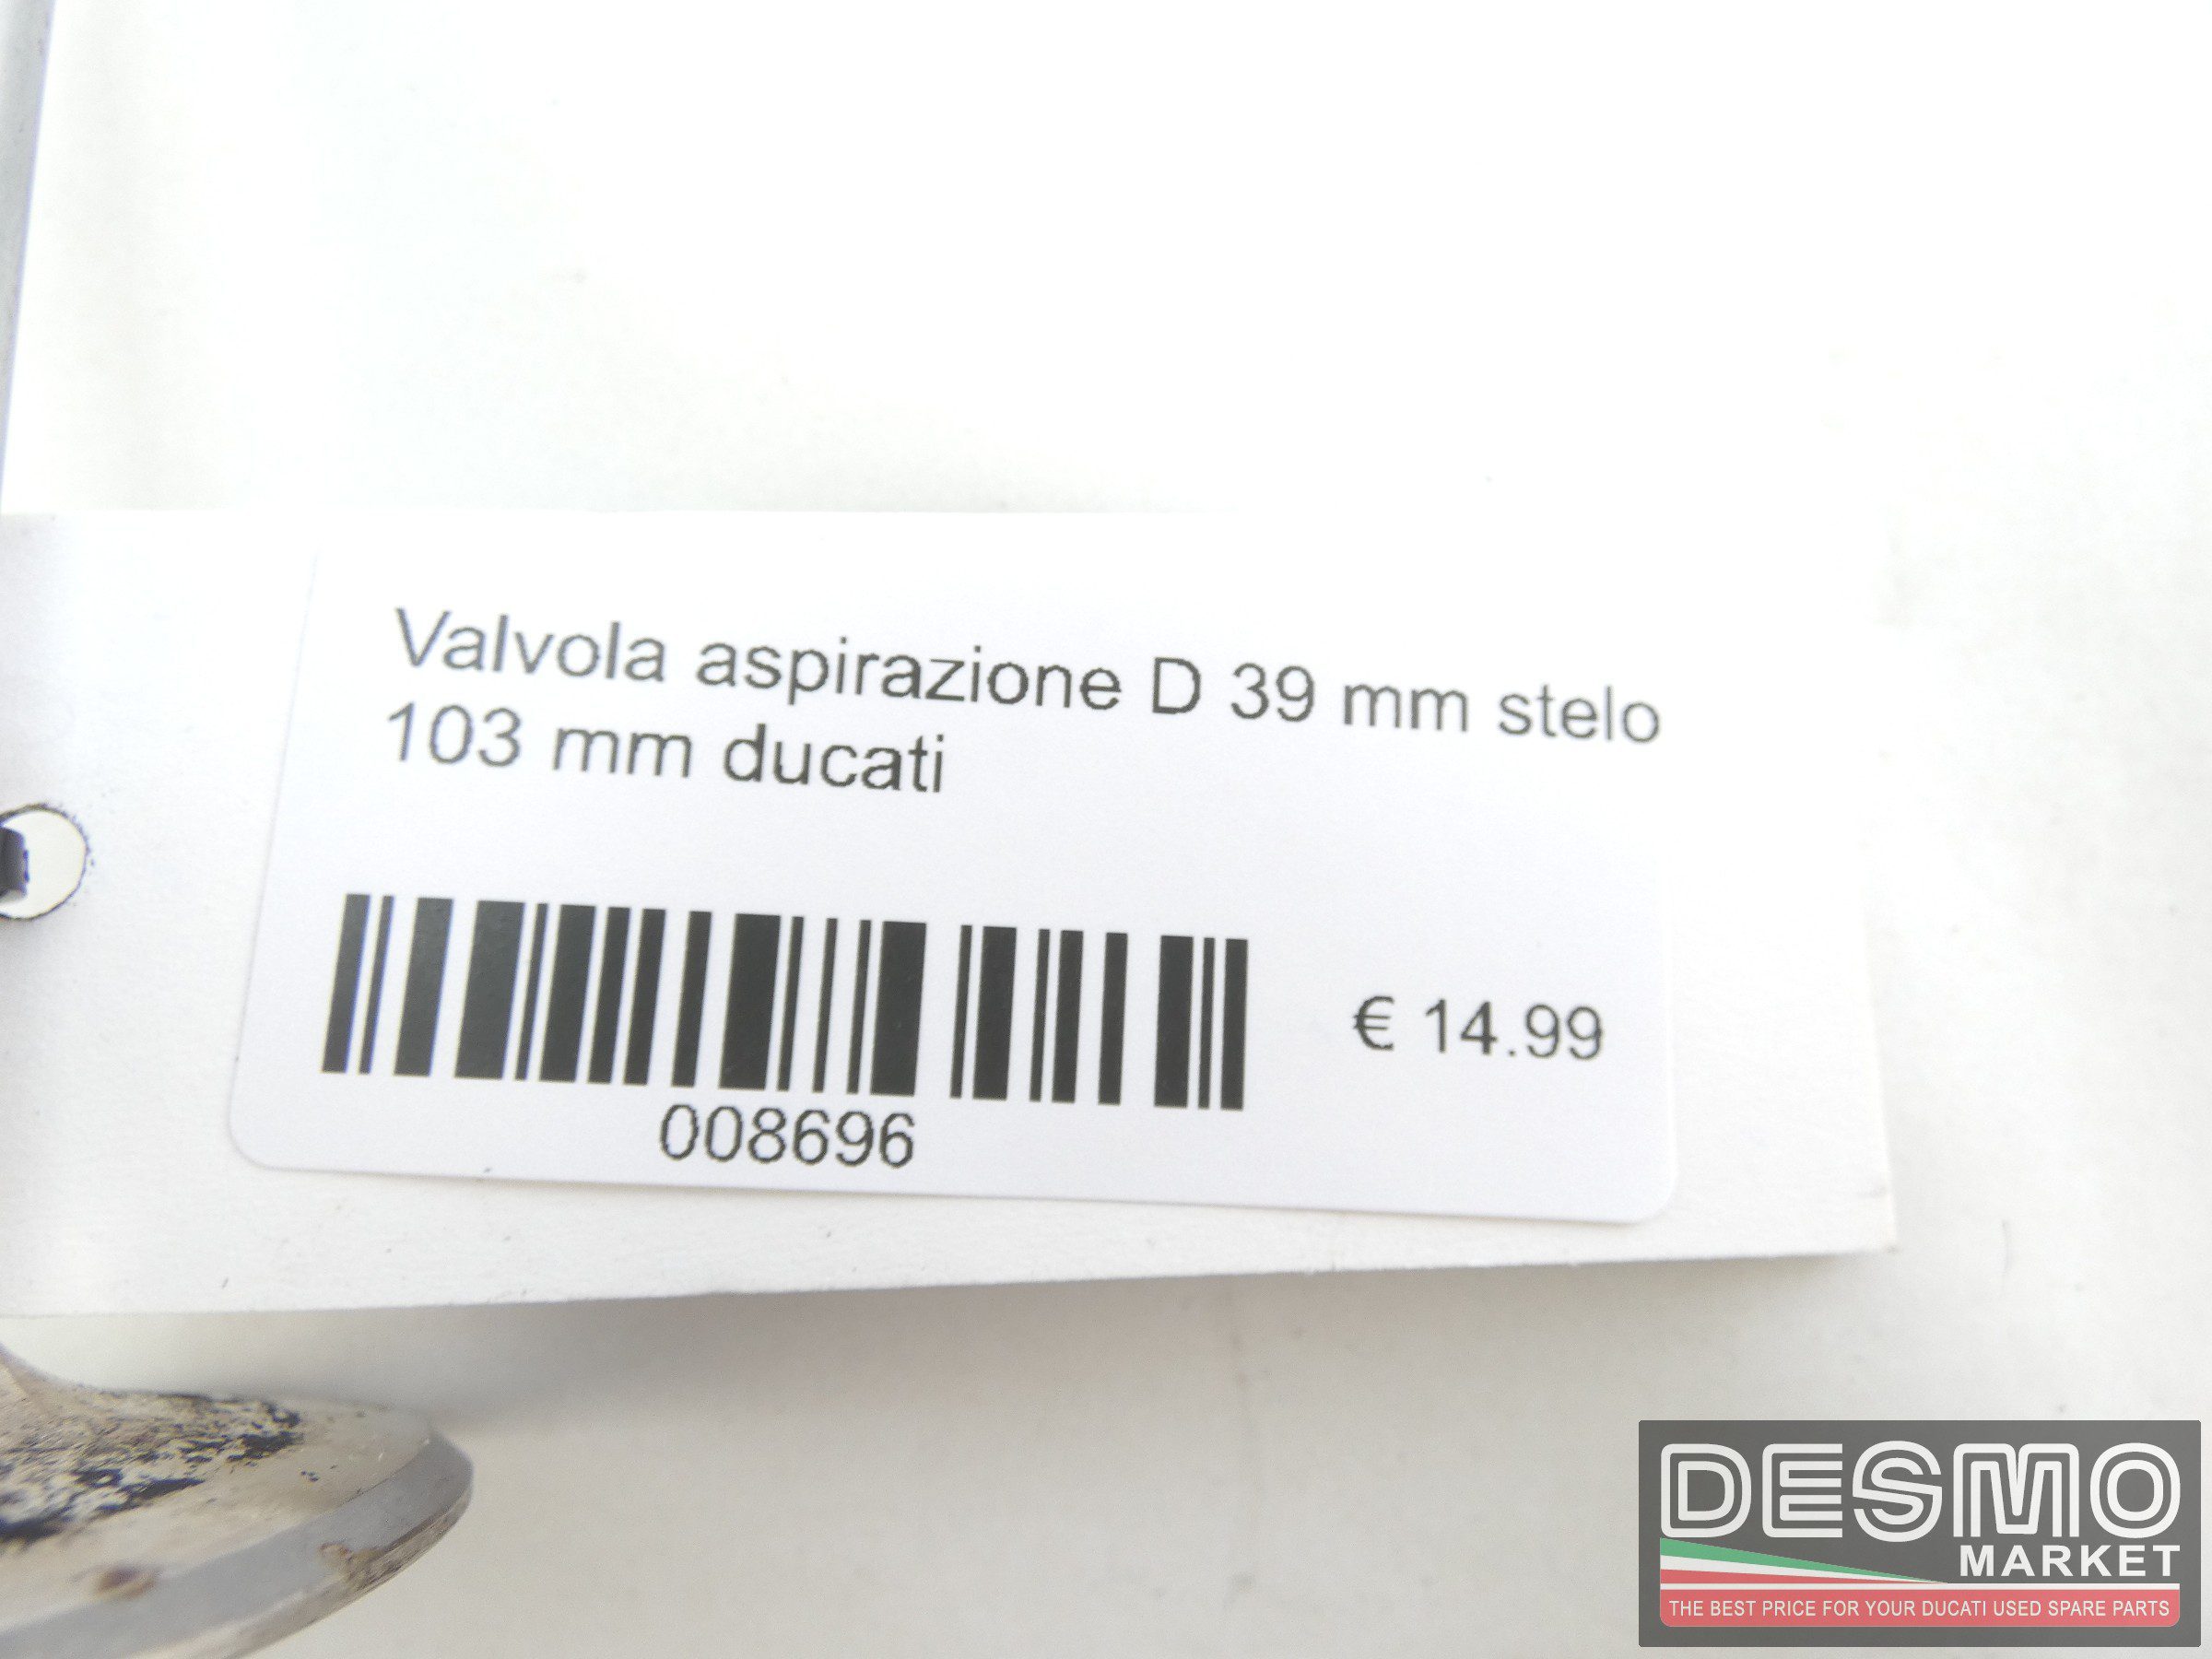 Valvola aspirazione D 39 mm stelo
103 mm ducati
€ 14.99
008696
DESMO
MARKET
THE BEST PRICE FOR YOUR DUCATI USED SPARE PARTS